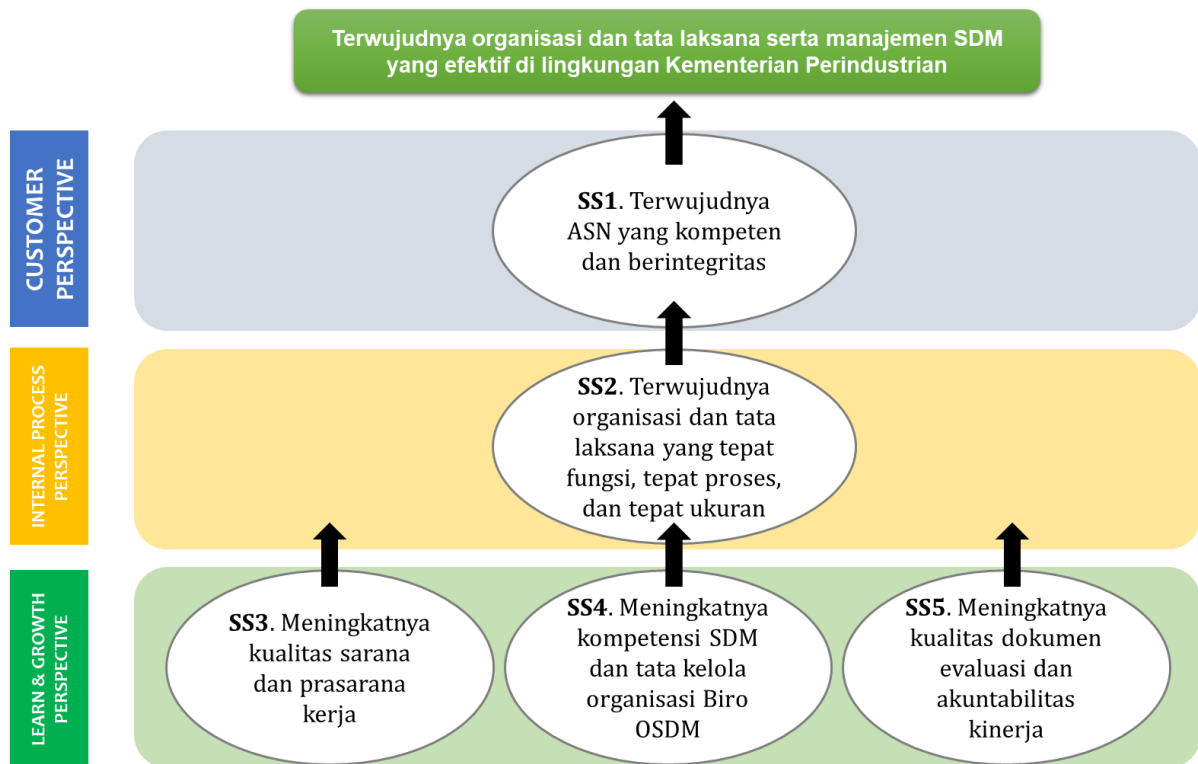 Terwujudnya organisasi dan tata laksana serta manajemen SDM
yang efektif di lingkungan Kementerian Perindustrian
CUSTOMER
PERSPECTIVE
SS1. Terwujudnya
ASN yang kompeten
dan berintegritas
INTERNAL PROCESS
PERSPECTIVE
SS2. Terwujudnya
organisasi dan tata
laksana yang tepat
fungsi, tepat proses,
dan tepat ukuran
LEARN & GROWTH
PERSPECTIVE
SS3. Meningkatnya
kualitas sarana
dan prasarana
kerja
SS4. Meningkatnya
kompetensi SDM
dan tata kelola
organisasi Biro
OSDM
SS5. Meningkatnya
kualitas dokumen
evaluasi dan
akuntabilitas
kinerja